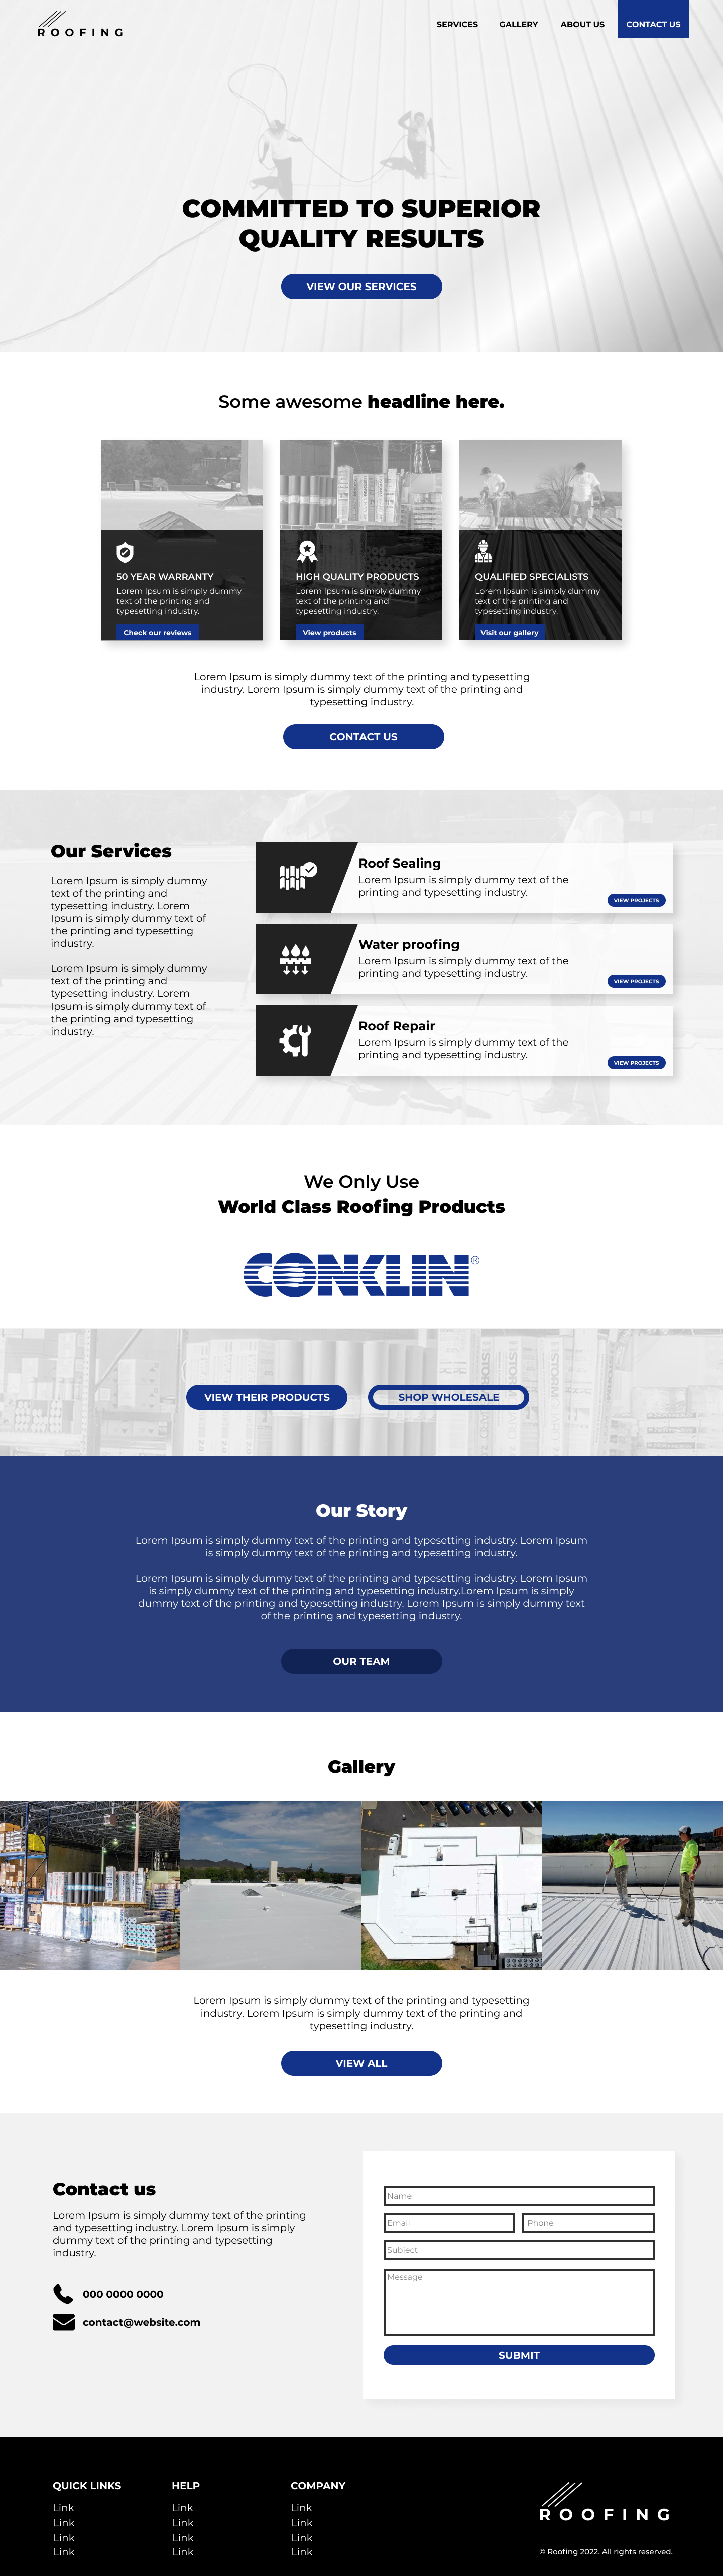 ROOFING
SERVICES
GALLERY
ABOUT US
CONTACT US
COMMITTED TO SUPERIOR
QUALITY RESULTS
VIEW OUR SERVICES
Some awesome headline here.
50 YEAR WARRANTY
Lorem Ipsum is simply dummy
text of the printing and
typesetting industry.
Check our reviews
HIGH QUALITY PRODUCTS
Lorem Ipsum is simply dummy
text of the printing and
typesetting industry.
View products
QUALIFIED SPECIALISTS
Lorem Ipsum is simply dummy
text of the printing and
typesetting industry.
Visit our gallery
Lorem Ipsum is simply dummy text of the printing and typesetting
industry. Lorem Ipsum is simply dummy text of the printing and
typesetting industry.
CONTACT US
Our Services
Lorem Ipsum is simply dummy
text of the printing and
typesetting industry. Lorem
Ipsum is simply dummy text of
the printing and typesetting
industry.
Lorem Ipsum is simply dummy
text of the printing and
typesetting industry. Lorem
Ipsum is simply dummy text of
the printing and typesetting
industry.
Roof Sealing
Lorem Ipsum is simply dummy text of the
printing and typesetting industry.
VIEW PROJECTS
Water proofing
Lorem Ipsum is simply dummy text of the
printing and typesetting industry.
VIEW PROJECTS
Roof Repair
Lorem Ipsum is simply dummy text of the
printing and typesetting industry.
VIEW PROJECTS
We Only Use
World Class Roofing Products
CONKLIN®
VIEW THEIR PRODUCTS
SHOP WHOLESALE
Our Story
Lorem Ipsum is simply dummy text of the printing and typesetting industry. Lorem Ipsum
is simply dummy text of the printing and typesetting industry.
Lorem Ipsum is simply dummy text of the printing and typesetting industry. Lorem Ipsum
is simply dummy text of the printing and typesetting industry.Lorem Ipsum is simply
dummy text of the printing and typesetting industry. Lorem Ipsum is simply dummy text
of the printing and typesetting industry.
OUR TEAM
Gallery
Lorem Ipsum is simply dummy text of the printing and typesetting
industry. Lorem Ipsum is simply dummy text of the printing and
typesetting industry.
VIEW ALL
Contact us
Lorem Ipsum is simply dummy text of the printing
and typesetting industry. Lorem Ipsum is simply
dummy text of the printing and typesetting
industry.
000 0000 0000
contact@website.com
Name
Email
Phone
Subject
Message
SUBMIT
QUICK LINKS
Link
Link
Link
Link
HELP
Link
Link
Link
Link
COMPANY
Link
Link
Link
Link
ROOFING
© Roofing 2022. All rights reserved.